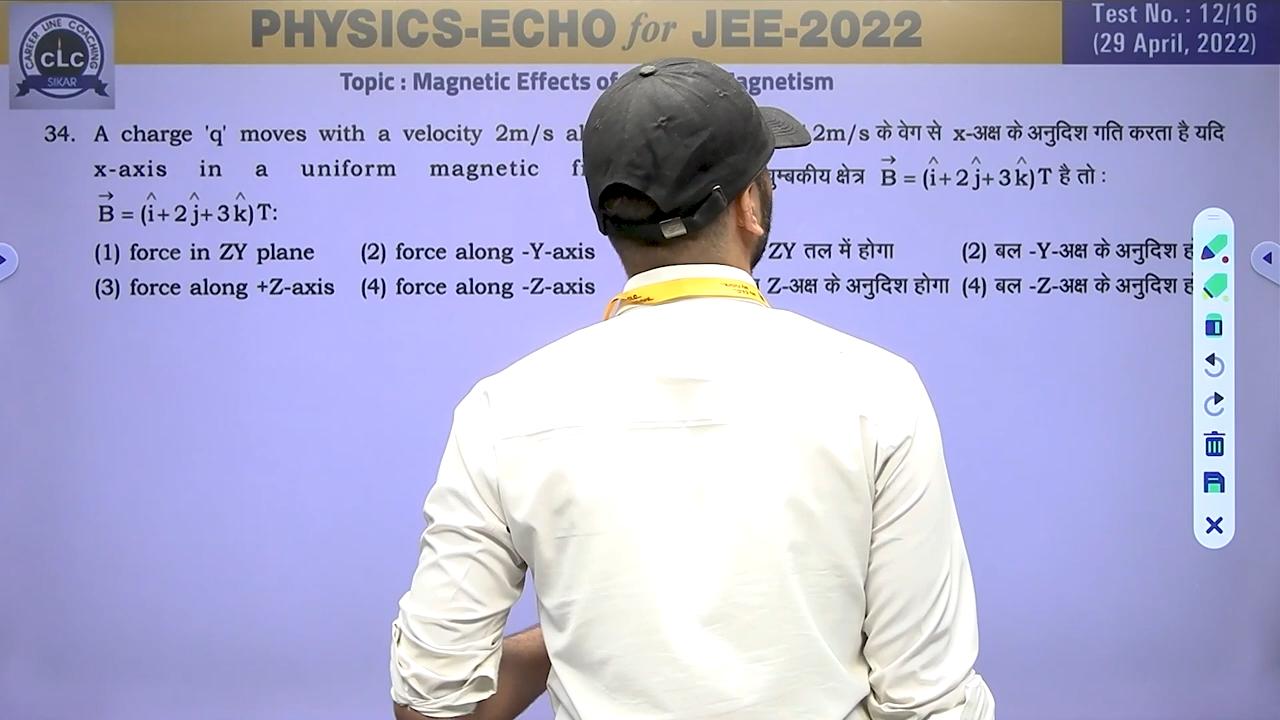 PHYSICS-ECHO for JEE-2022
Test No. : 12/16
(29 April, 2022)
CAREER LINE COACHING
CLC
SIKAR
Topic : Magnetic Effects of
34. A charge 'q' moves with a velocity 2m/s
x-axis in a uniform magnetic
B⃗ = (î+2ĵ+3k̂)T:
(1) force in ZY plane (2) force along -Y-axis
(3) force along +Z-axis (4) force along -Z-axis
2m/s के वेग से x-अक्ष के अनुदिश गति करता है यदि
क्षेत्र B⃗ = (î+2ĵ+3k̂)T है तो :
ZY तल में होगा (2) बल -Y-अक्ष के अनुदिश
Z-अक्ष के अनुदिश होगा (4) बल -Z-अक्ष के अनुदिश